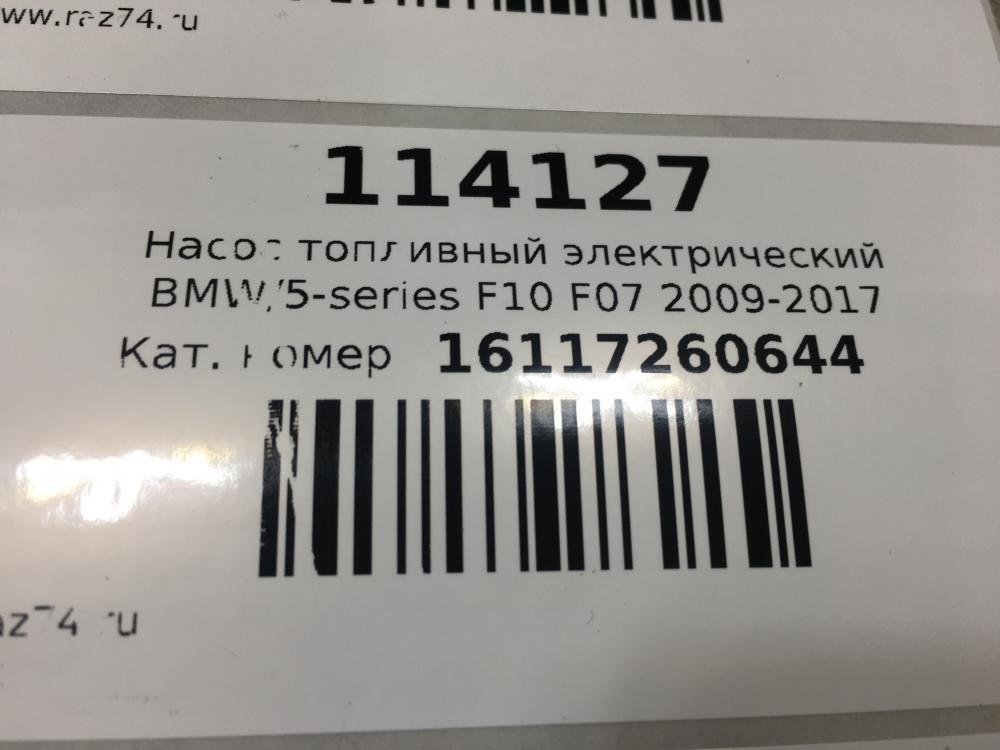 www.raz74.ru
114127
Насос топливный электрический
BMW,'5-series F10 F07 2009-2017
Кат. номер 16117260644
az74.ru